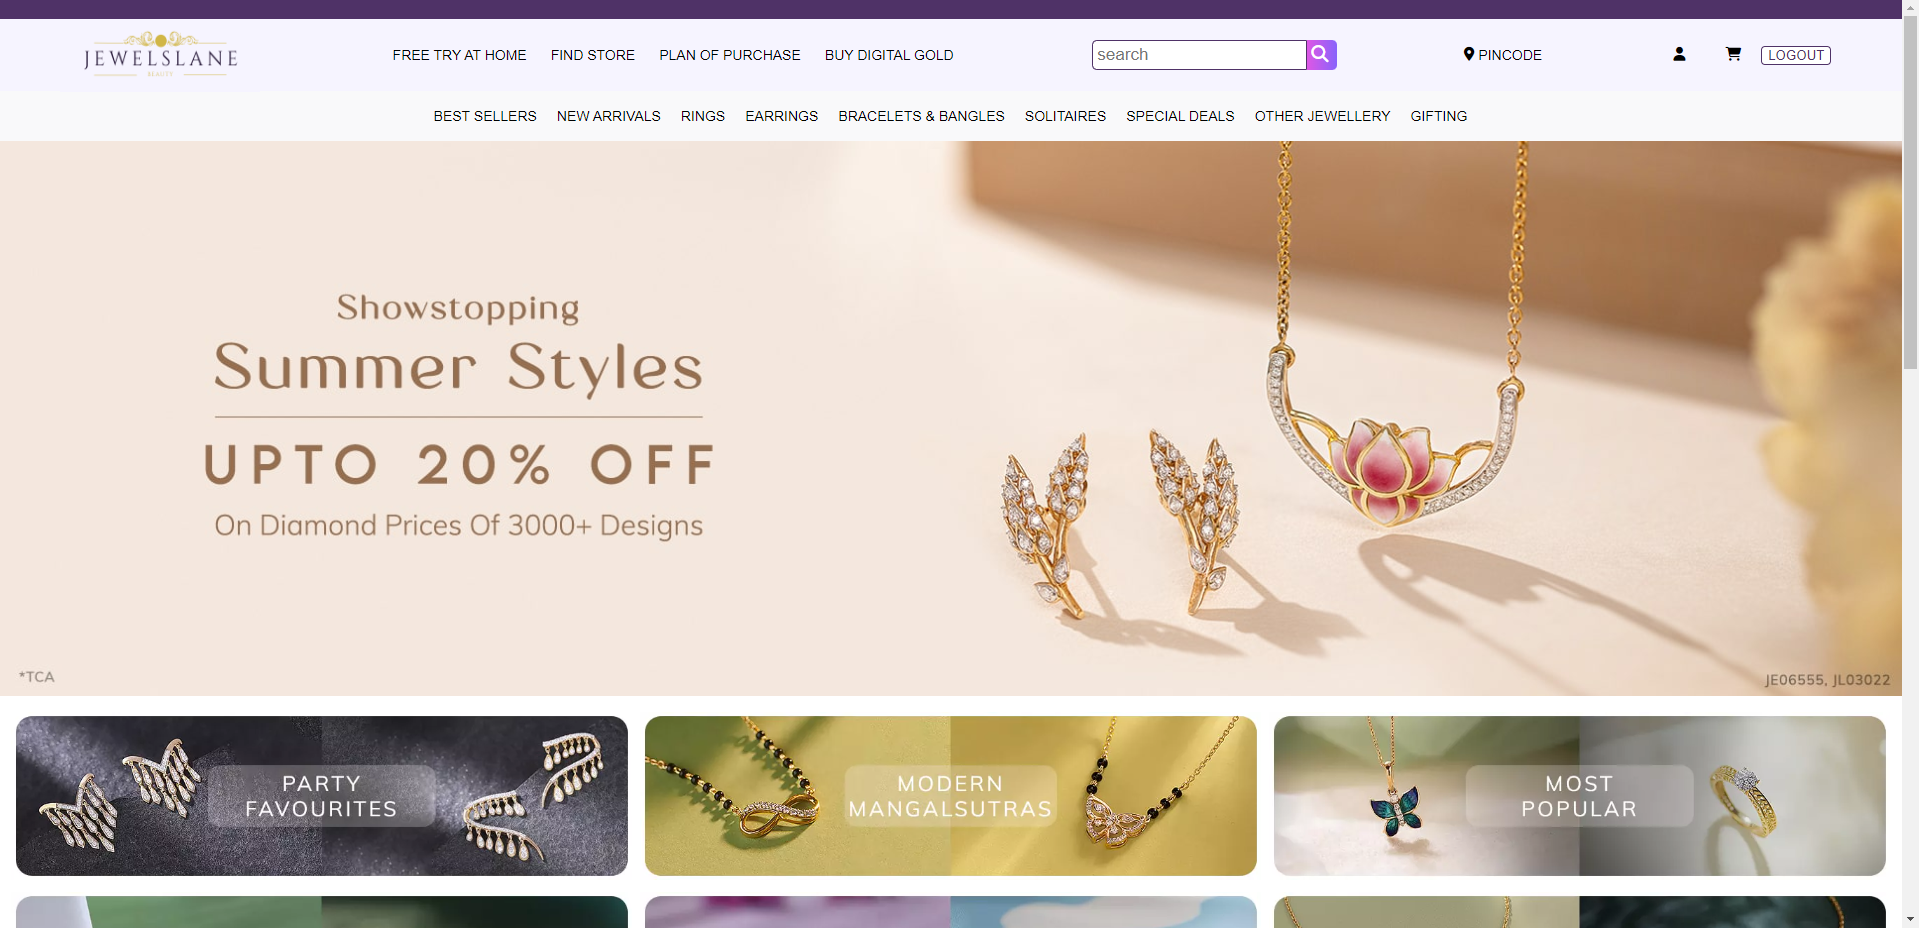 JEWELSLANE
BEAUTY
FREE TRY AT HOME
FIND STORE
PLAN OF PURCHASE
BUY DIGITAL GOLD
search
PINCODE
LOGOUT
BEST SELLERS
NEW ARRIVALS
RINGS
EARRINGS
BRACELETS & BANGLES
SOLITAIRES
SPECIAL DEALS
OTHER JEWELLERY
GIFTING
Showstopping
Summer Styles
UPTO 20% OFF
On Diamond Prices Of 3000+ Designs
*TCA
JE06555, JL03022
PARTY
FAVOURITES
MODERN
MANGALSUTRAS
MOST
POPULAR